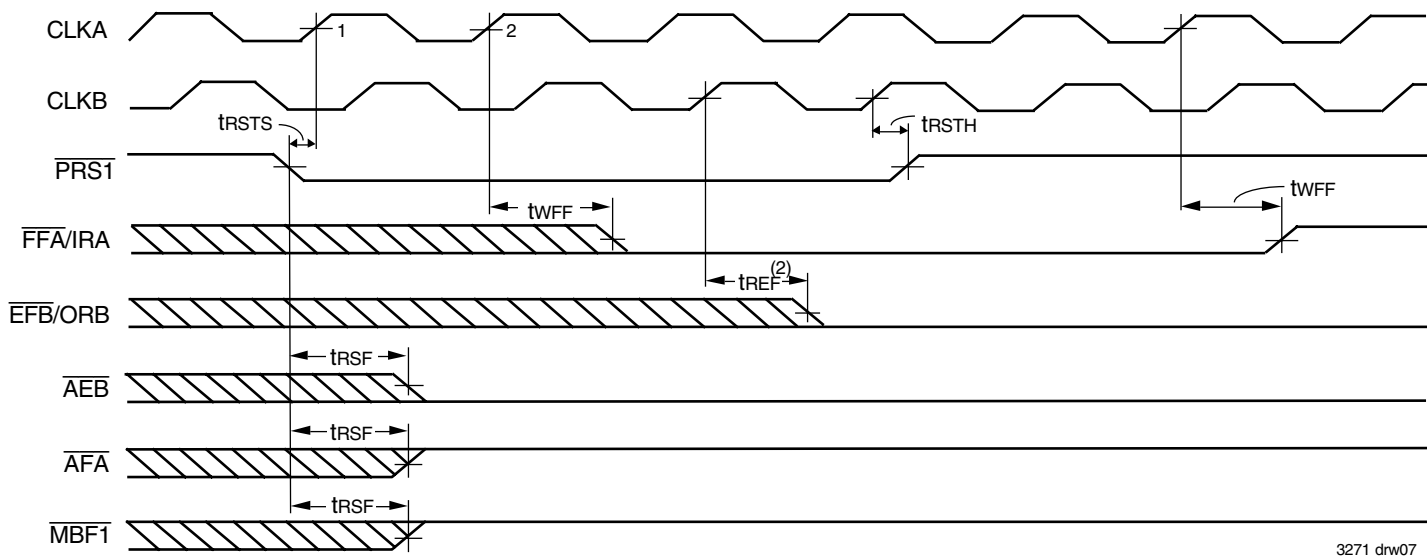 CLKA
1
2
CLKB
tRSTS
tRSTH
PRS1
tWFF
tWFF
FFA/IRA
tREF(2)
EFB/ORB
tRSF
AEB
tRSF
AFA
tRSF
MBF1
3271 drw07